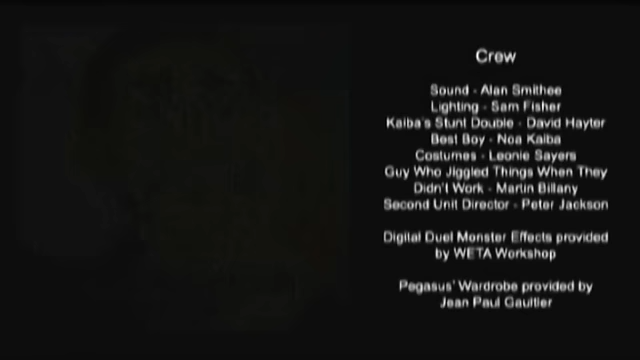 Crew
Sound - Alan Smithee
Lighting - Sam Fisher
Kaiba's Stunt Double - David Hayter
Best Boy - Noa Kaiba
Costumes - Leonie Sayers
Guy Who Jiggled Things When They
Didn't Work - Martin Billany
Second Unit Director - Peter Jackson
Digital Duel Monster Effects provided
by WETA Workshop
Pegasus' Wardrobe provided by
Jean Paul Gaultier